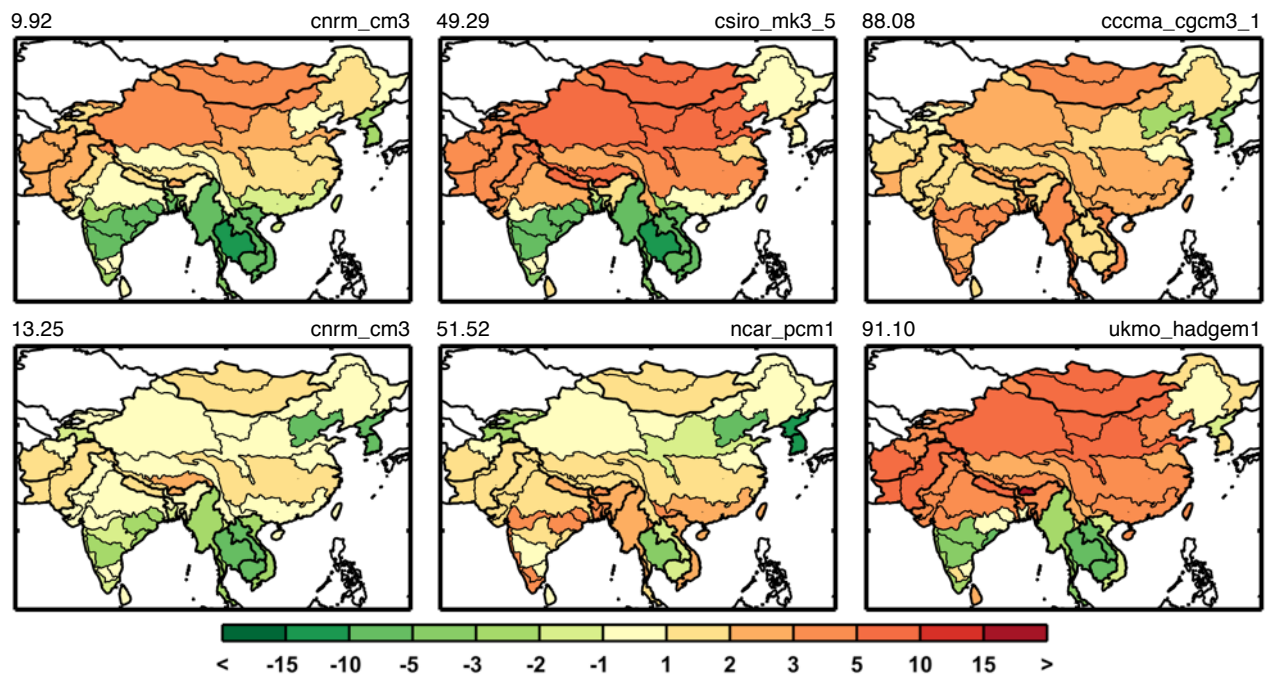 9.92 cnrm_cm3 49.29 csiro_mk3_5 88.08 cccma_cgcm3_1
13.25 cnrm_cm3 51.52 ncar_pcm1 91.10 ukmo_hadgem1
< -15 -10 -5 -3 -2 -1 1 2 3 5 10 15 >